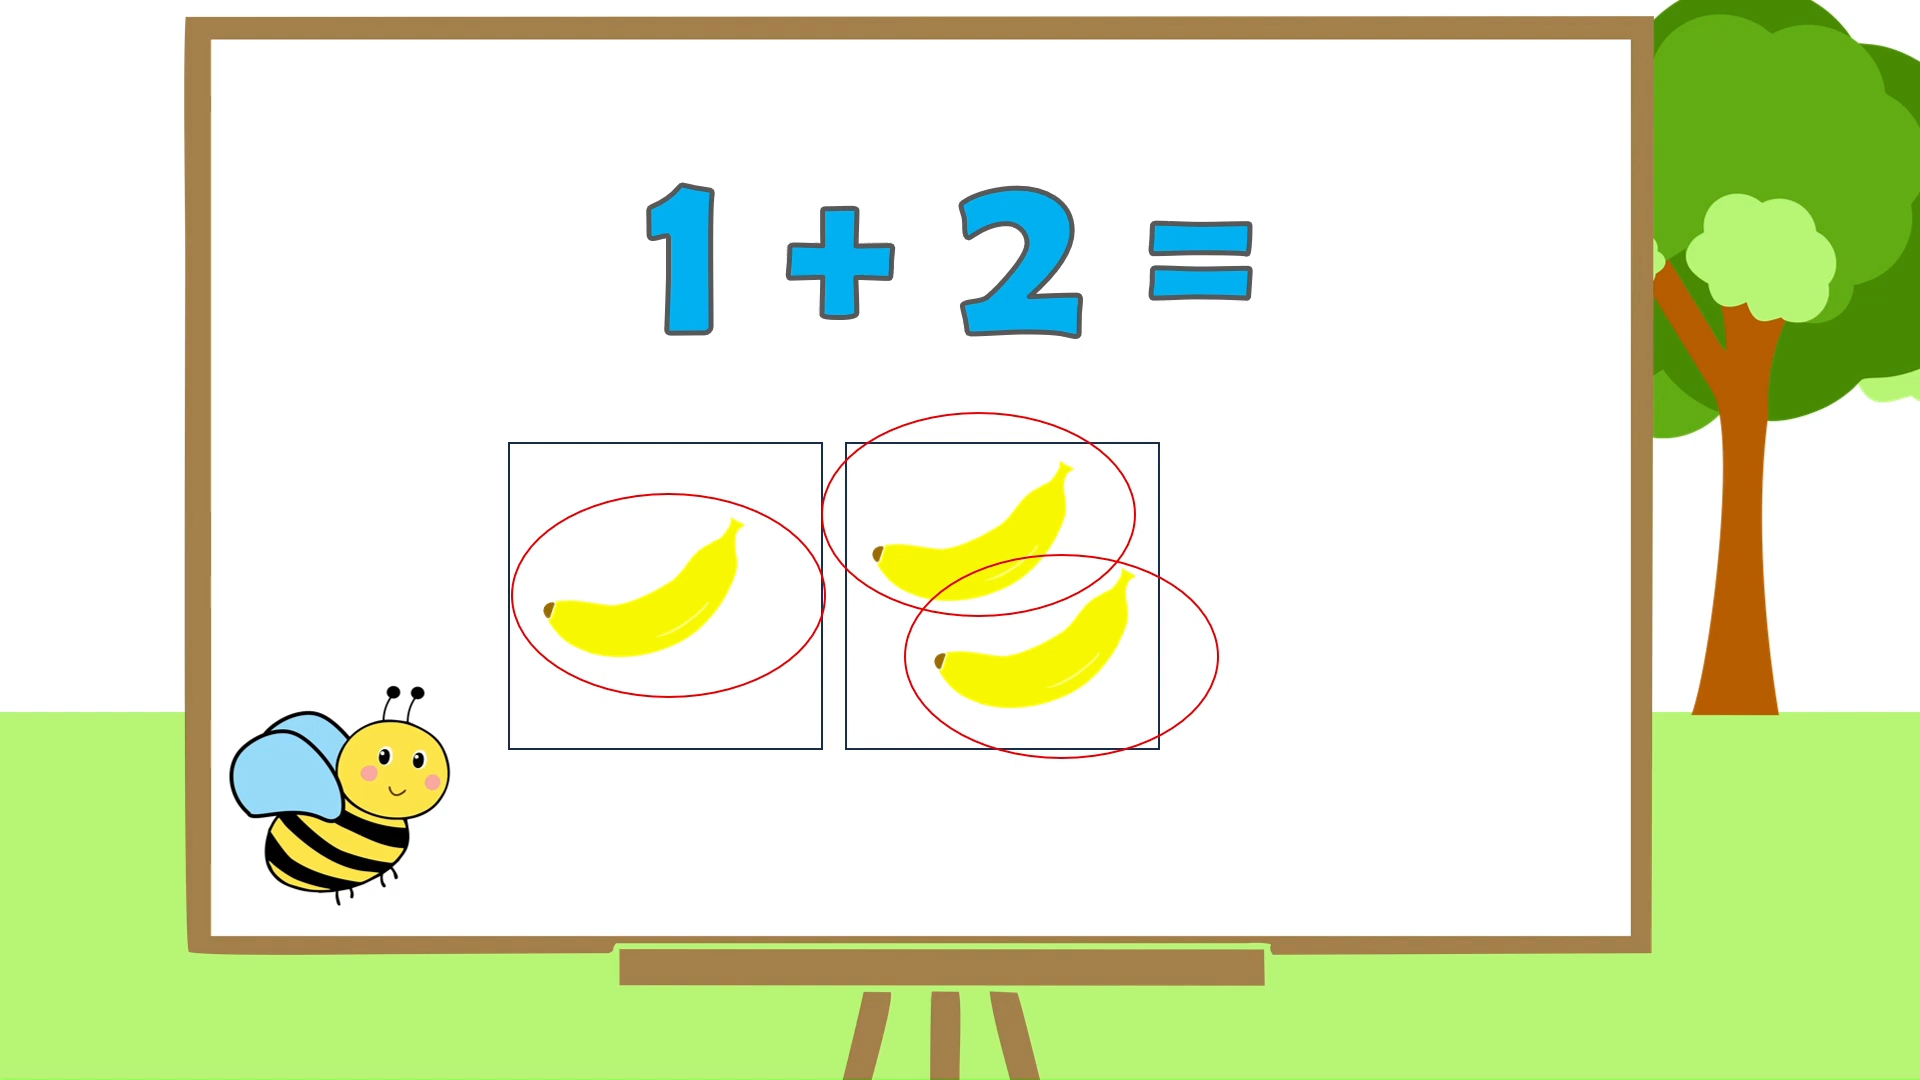 1 + 2 =